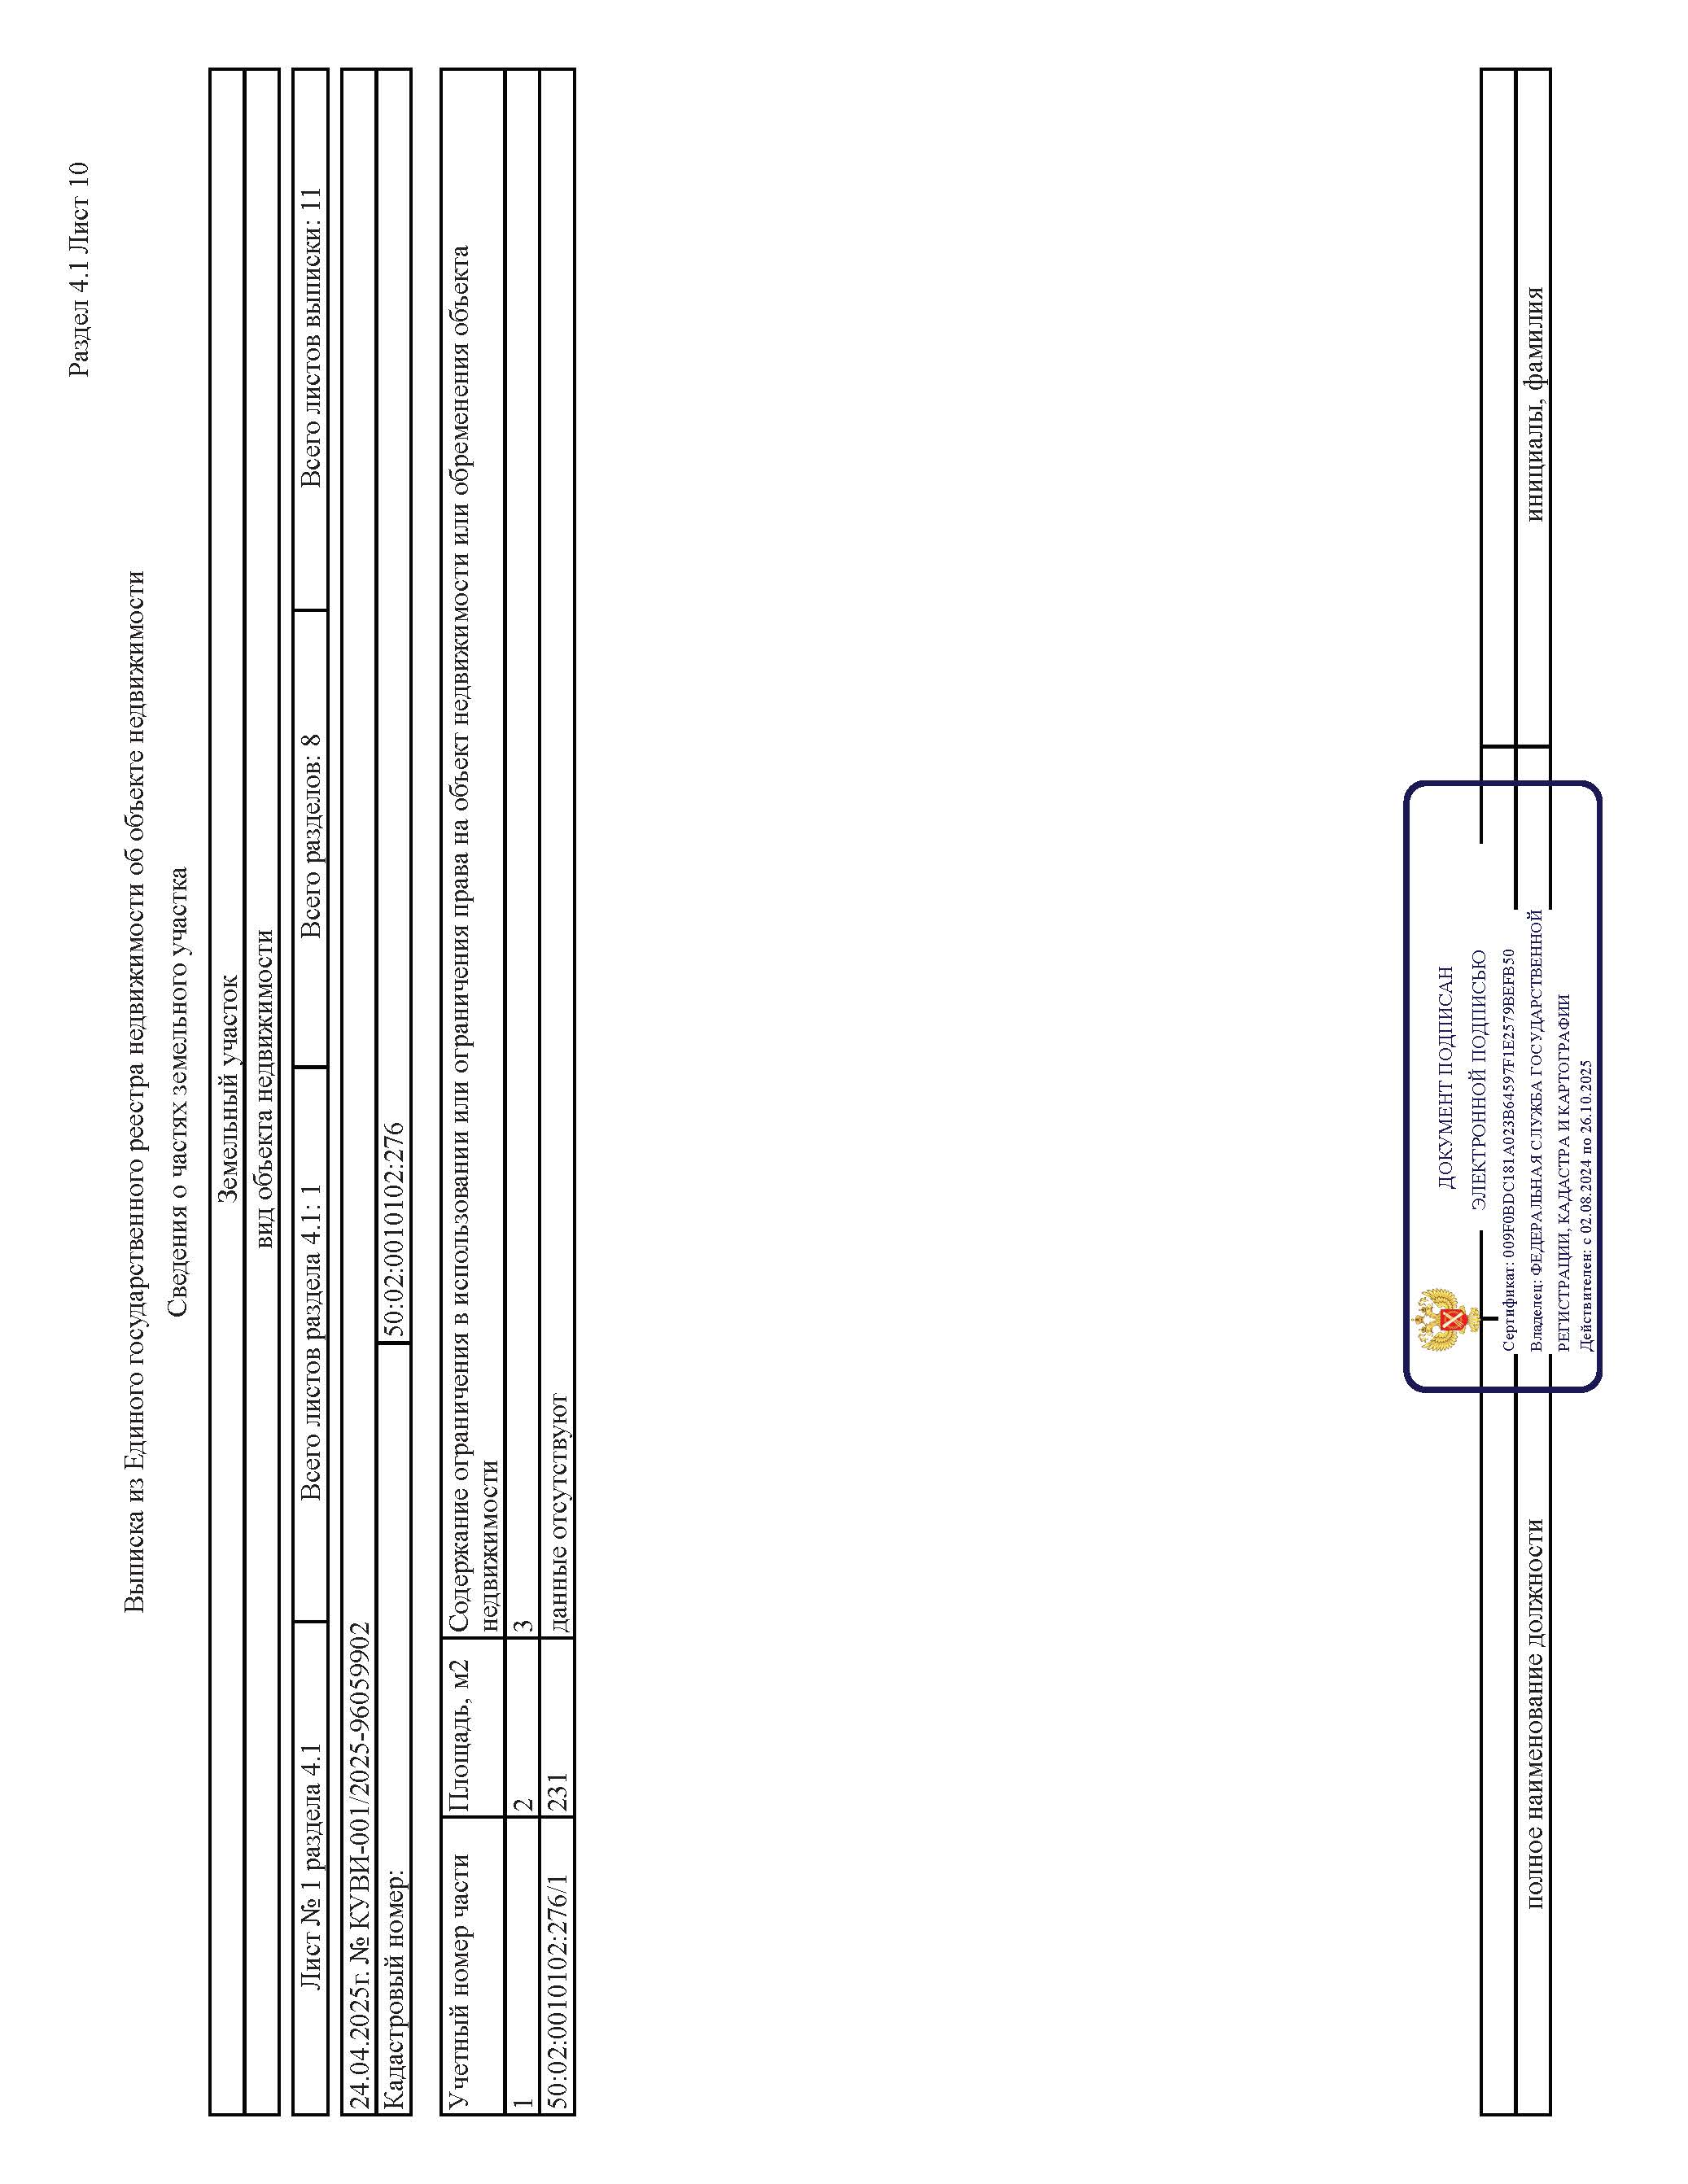 Раздел 4.1 Лист 10
Выписка из Единого государственного реестра недвижимости об объекте недвижимости
Сведения о частях земельного участка
Земельный участок
вид объекта недвижимости
Лист № 1 раздела 4.1 Всего листов раздела 4.1: 1 Всего разделов: 8 Всего листов выписки: 11
24.04.2025г. № КУВИ-001/2025-96059902
Кадастровый номер: 50:02:0010102:276
Учетный номер части Площадь, м2 Содержание ограничения в использовании или ограничения права на объект недвижимости или обременения объекта
недвижимости
1 2 3
50:02:0010102:276/1 231 данные отсутствуют
ДОКУМЕНТ ПОДПИСАН
ЭЛЕКТРОННОЙ ПОДПИСЬЮ
Сертификат: 009F0BDC181A023B64597F1E2579BEFB50
Владелец: ФЕДЕРАЛЬНАЯ СЛУЖБА ГОСУДАРСТВЕННОЙ
РЕГИСТРАЦИИ, КАДАСТРА И КАРТОГРАФИИ
Действителен: с 02.08.2024 по 26.10.2025
полное наименование должности инициалы, фамилия